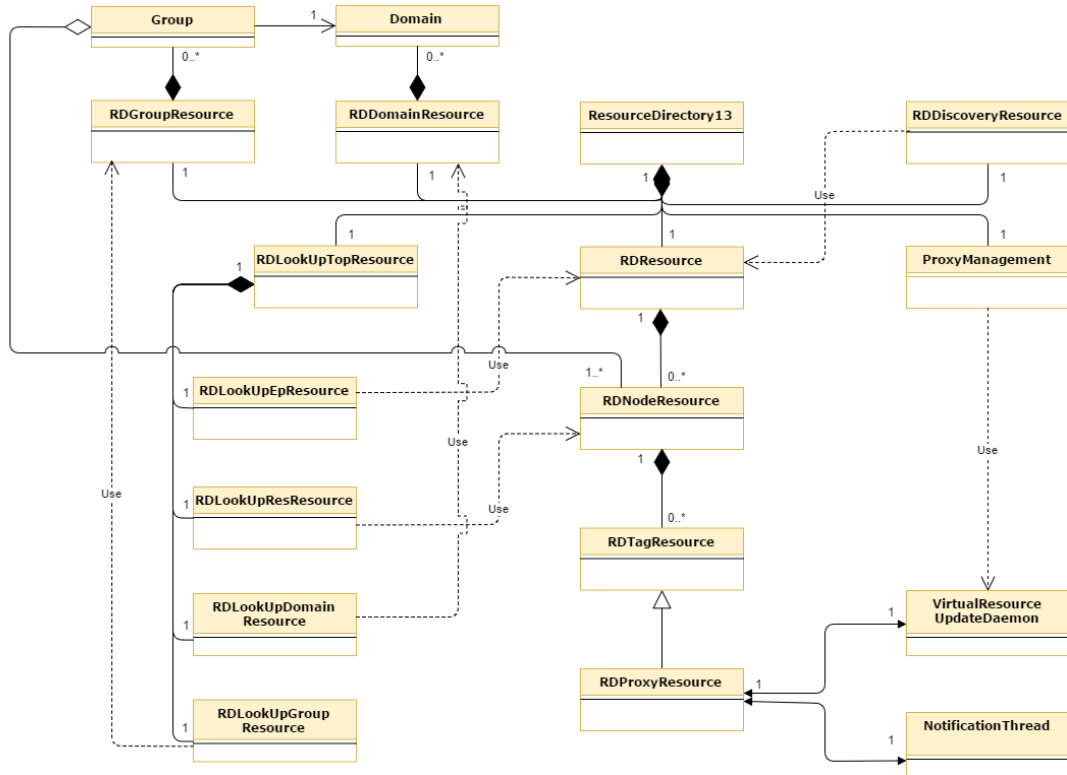 Group
1
Domain
0..*
0..*
RDGroupResource
RDDomainResource
ResourceDirectory13
RDDiscoveryResource
1
1
1
1
Use
1
1
1
1
RDLookUpTopResource
RDResource
ProxyManagement
1
1..*
0..*
Use
1
RDLookUpEpResource
RDNodeResource
Use
1
Use
Use
1
RDLookUpResResource
Use
0..*
RDTagResource
1
RDLookUpDomain
Resource
1
VirtualResource
UpdateDaemon
RDProxyResource
1
1
RDLookUpGroup
Resource
1
NotificationThread